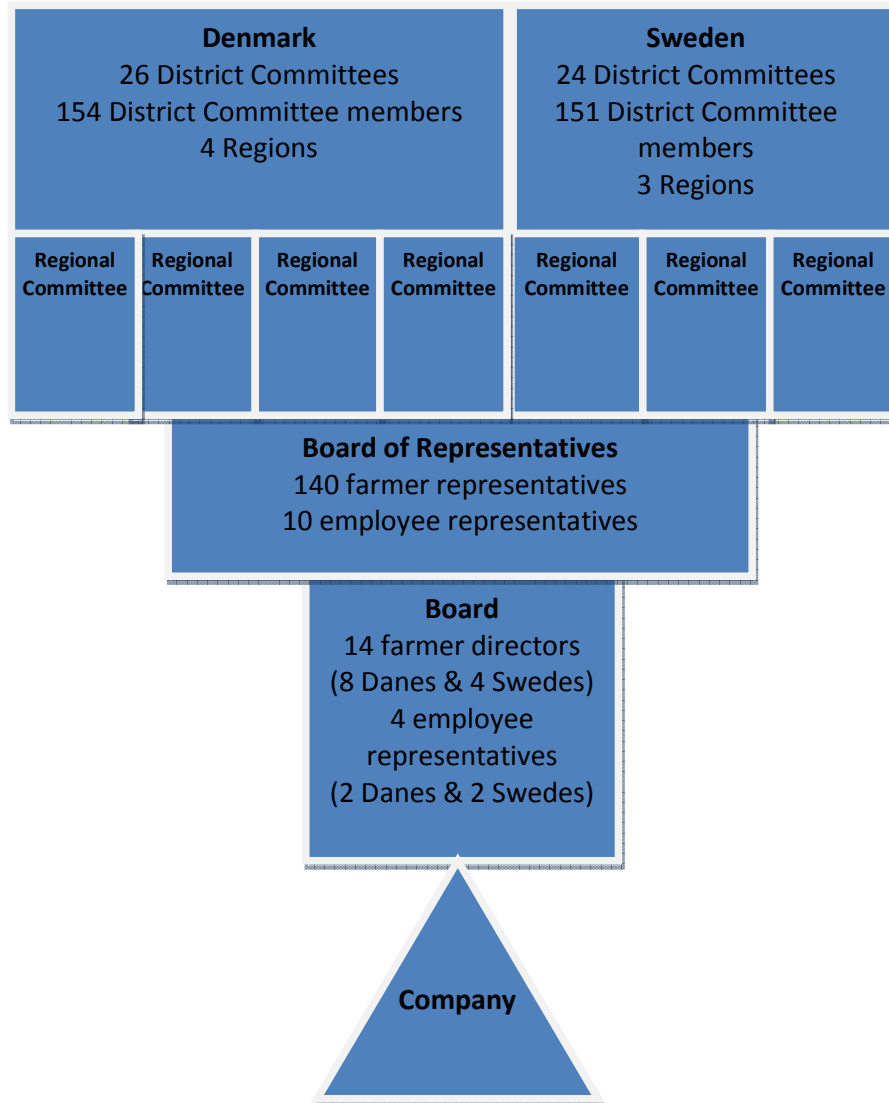 Denmark
26 District Committees
154 District Committee members
4 Regions
Sweden
24 District Committees
151 District Committee
members
3 Regions
Regional
Committee
Regional
Committee
Regional
Committee
Regional
Committee
Regional
Committee
Regional
Committee
Regional
Committee
Board of Representatives
140 farmer representatives
10 employee representatives
Board
14 farmer directors
(8 Danes & 4 Swedes)
4 employee
representatives
(2 Danes & 2 Swedes)
Company